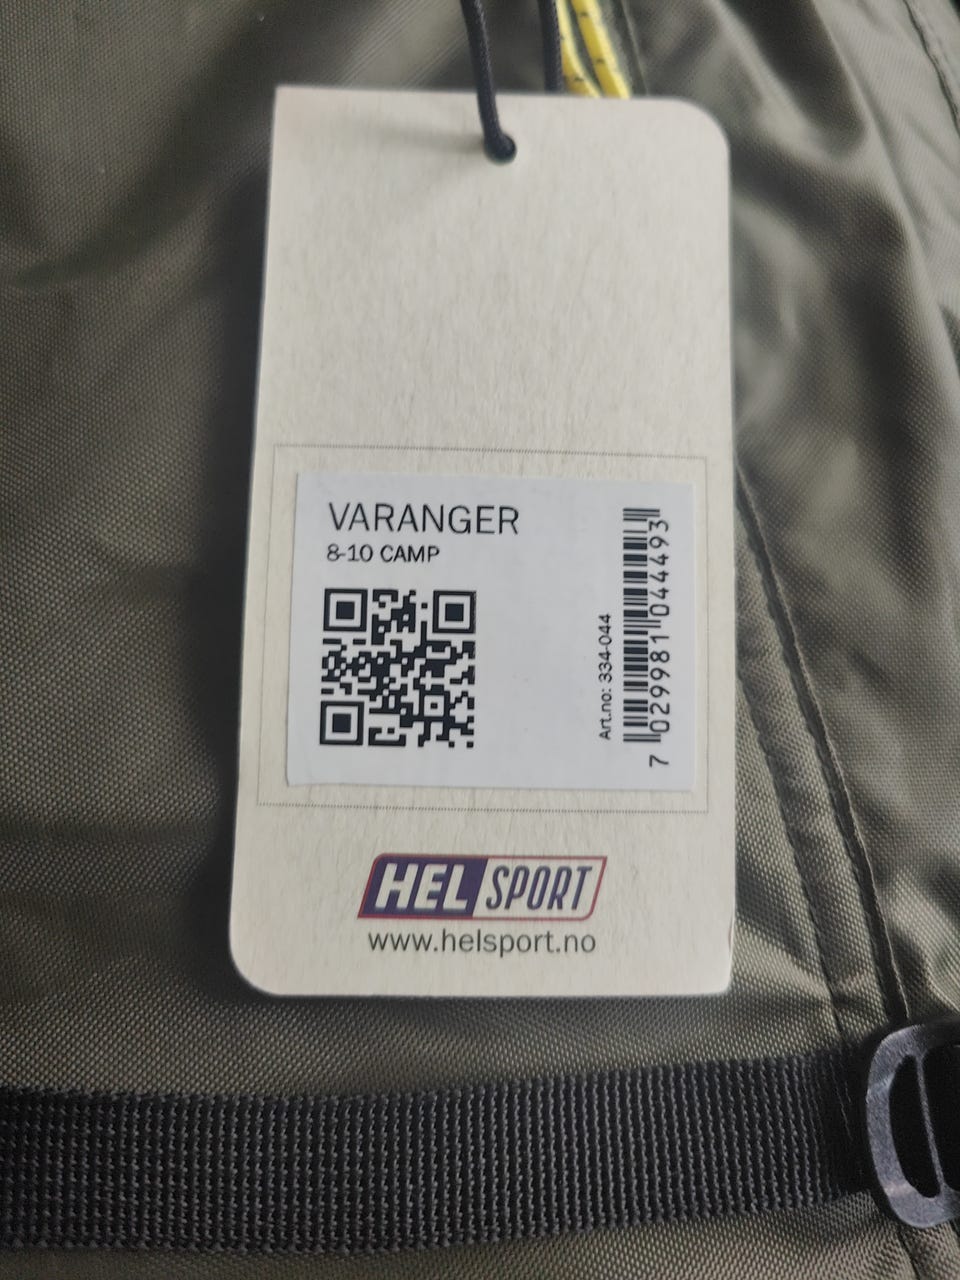 VARANGER
8-10 CAMP
Art.no: 334-044
7 029981 044493
HEL SPORT
www.helsport.no